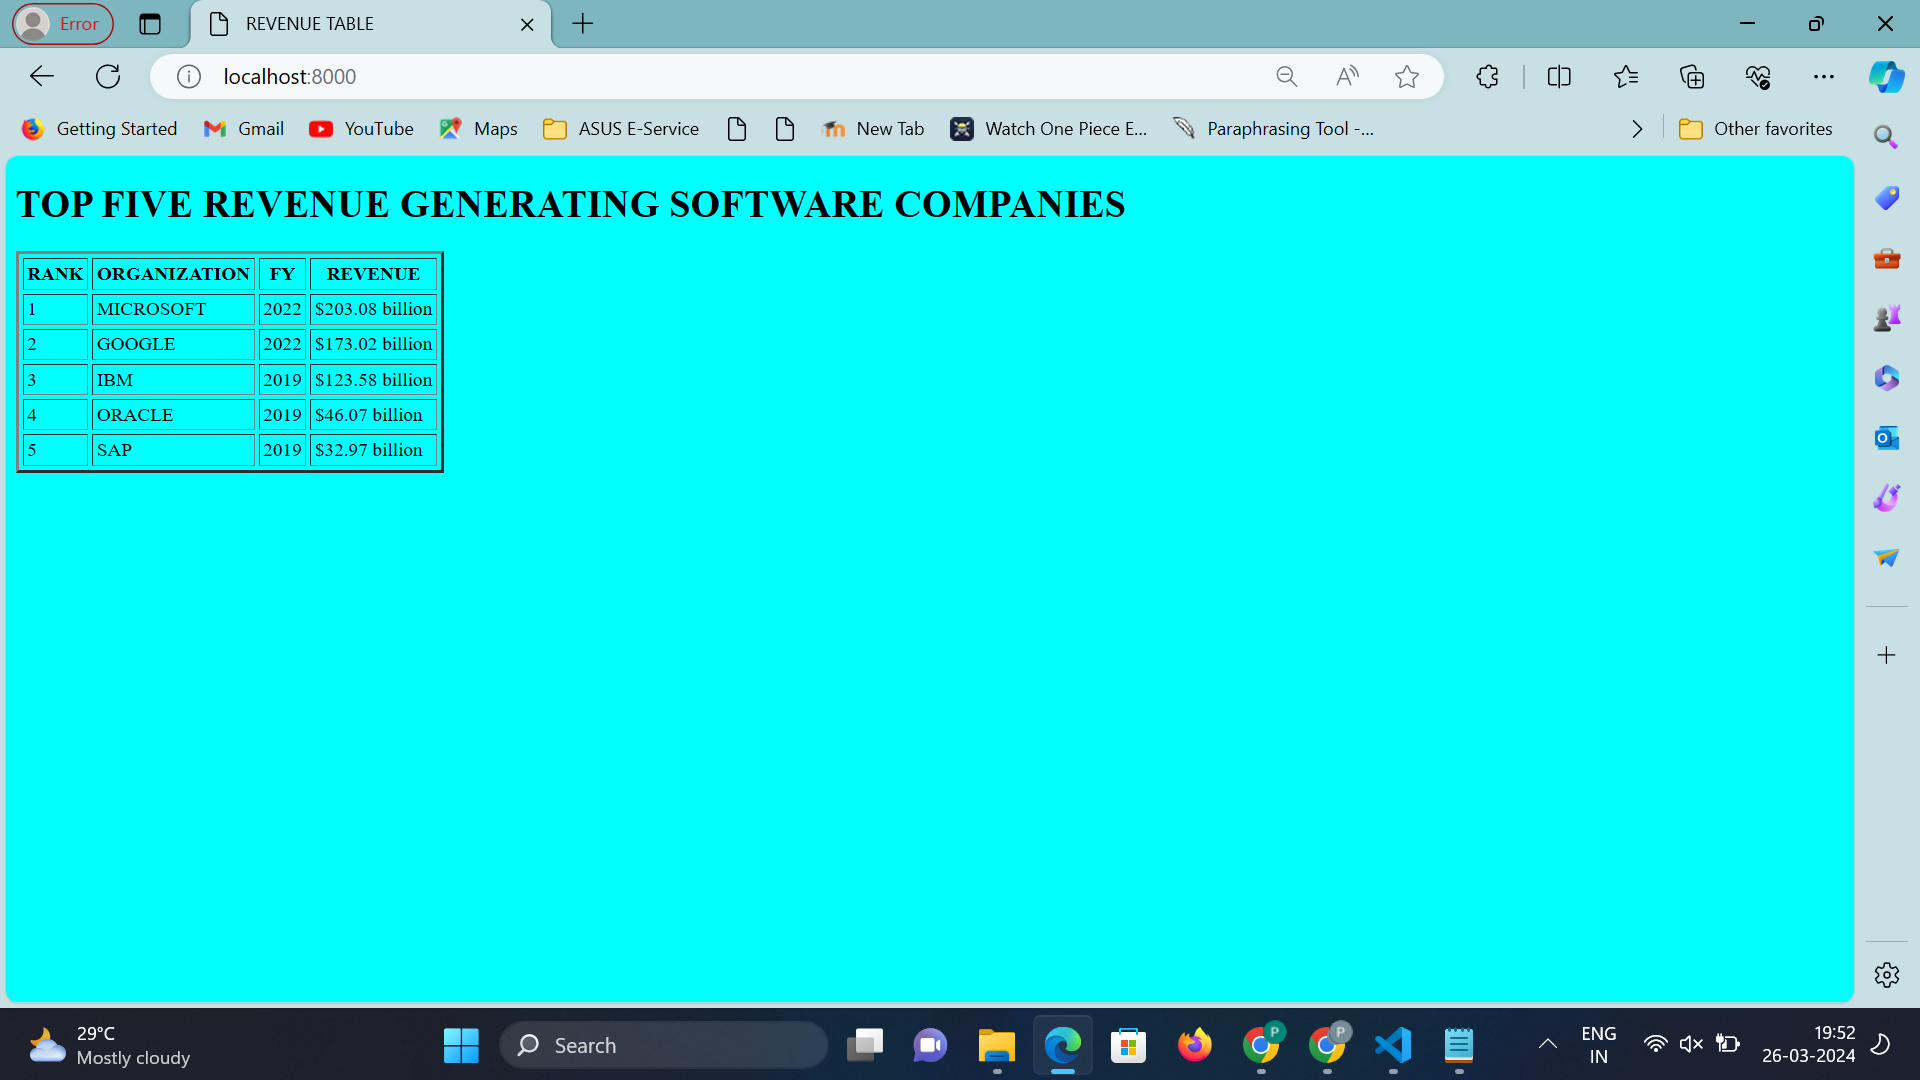 Error
REVENUE TABLE
localhost:8000
Getting Started Gmail YouTube Maps ASUS E-Service New Tab Watch One Piece E... Paraphrasing Tool -... Other favorites
TOP FIVE REVENUE GENERATING SOFTWARE COMPANIES
RANK ORGANIZATION FY REVENUE
1 MICROSOFT 2022 $203.08 billion
2 GOOGLE 2022 $173.02 billion
3 IBM 2019 $123.58 billion
4 ORACLE 2019 $46.07 billion
5 SAP 2019 $32.97 billion
29°C
Mostly cloudy
Search
P
P
ENG
IN
19:52
26-03-2024